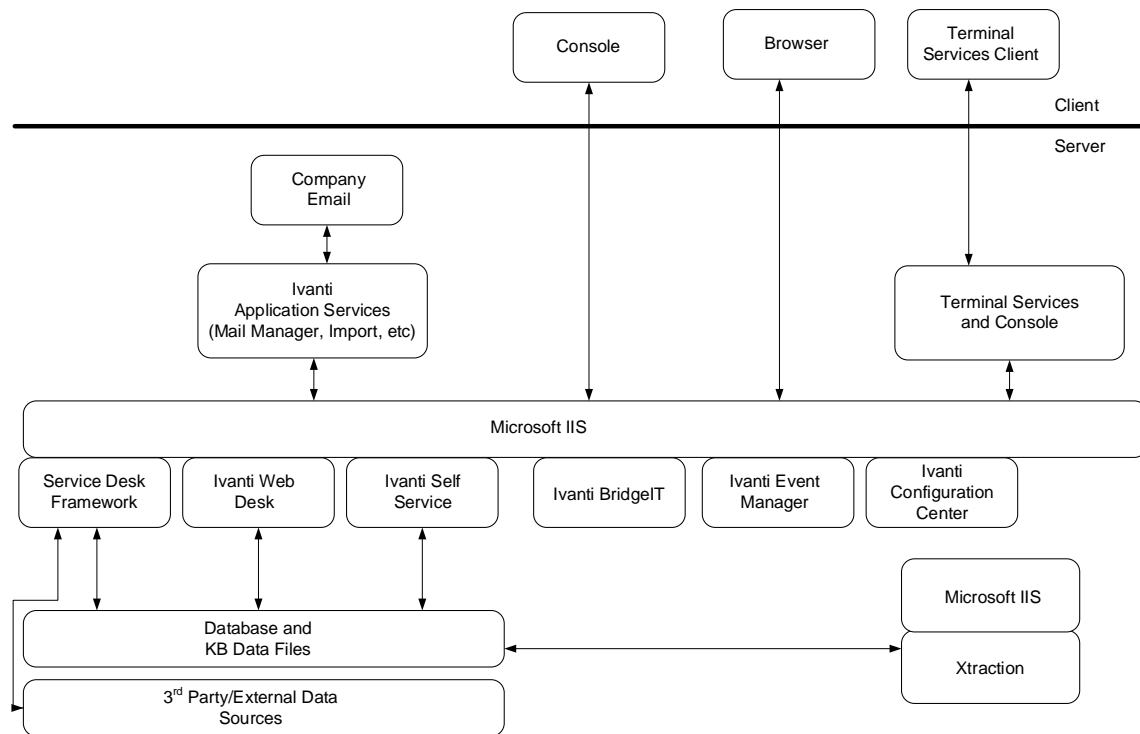 Console
Browser
Terminal
Services Client
Client
Server
Company
Email
Ivanti
Application Services
(Mail Manager, Import, etc)
Terminal Services
and Console
Microsoft IIS
Service Desk
Framework
Ivanti Web
Desk
Ivanti Self
Service
Ivanti BridgeIT
Ivanti Event
Manager
Ivanti
Configuration
Center
Microsoft IIS
Xtraction
Database and
KB Data Files
3rd Party/External Data
Sources